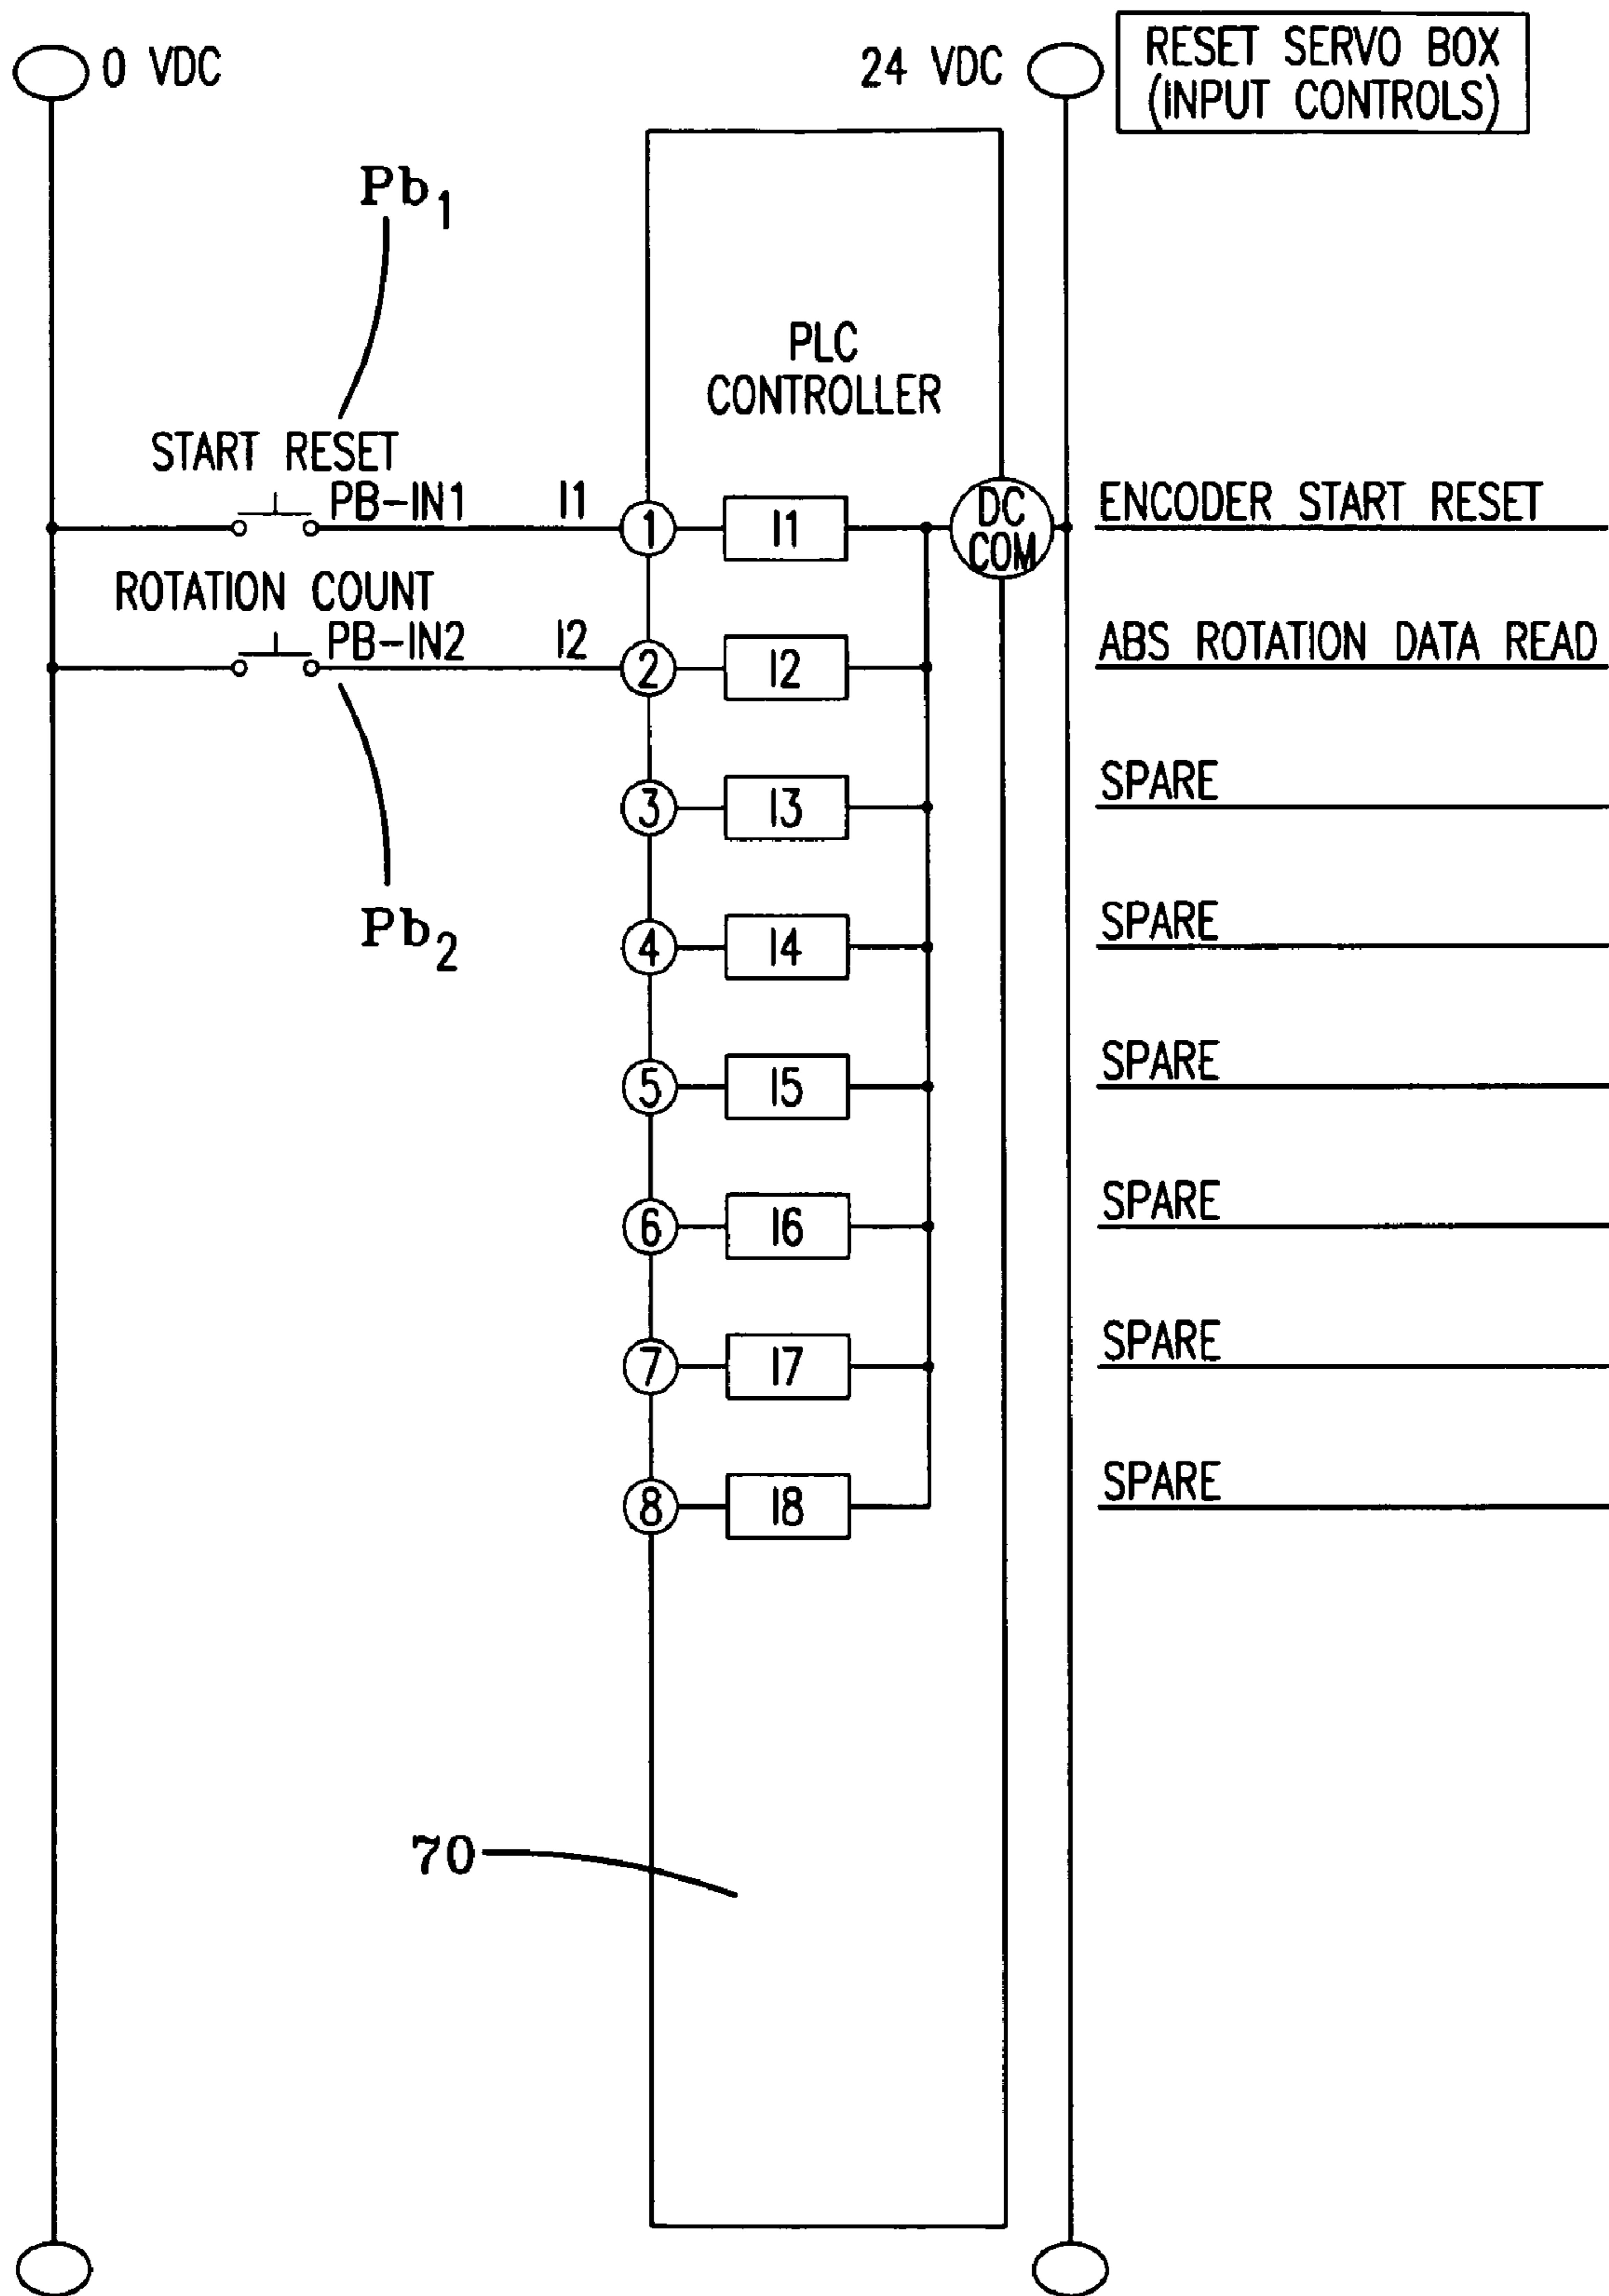 0 VDC
24 VDC
RESET SERVO BOX
(INPUT CONTROLS)
Pb1
PLC
CONTROLLER
START RESET
PB-IN1
I1
1
I1
DC
COM
ENCODER START RESET
ROTATION COUNT
PB-IN2
I2
2
I2
ABS ROTATION DATA READ
3
I3
SPARE
Pb2
4
I4
SPARE
5
I5
SPARE
6
I6
SPARE
7
I7
SPARE
8
I8
SPARE
70